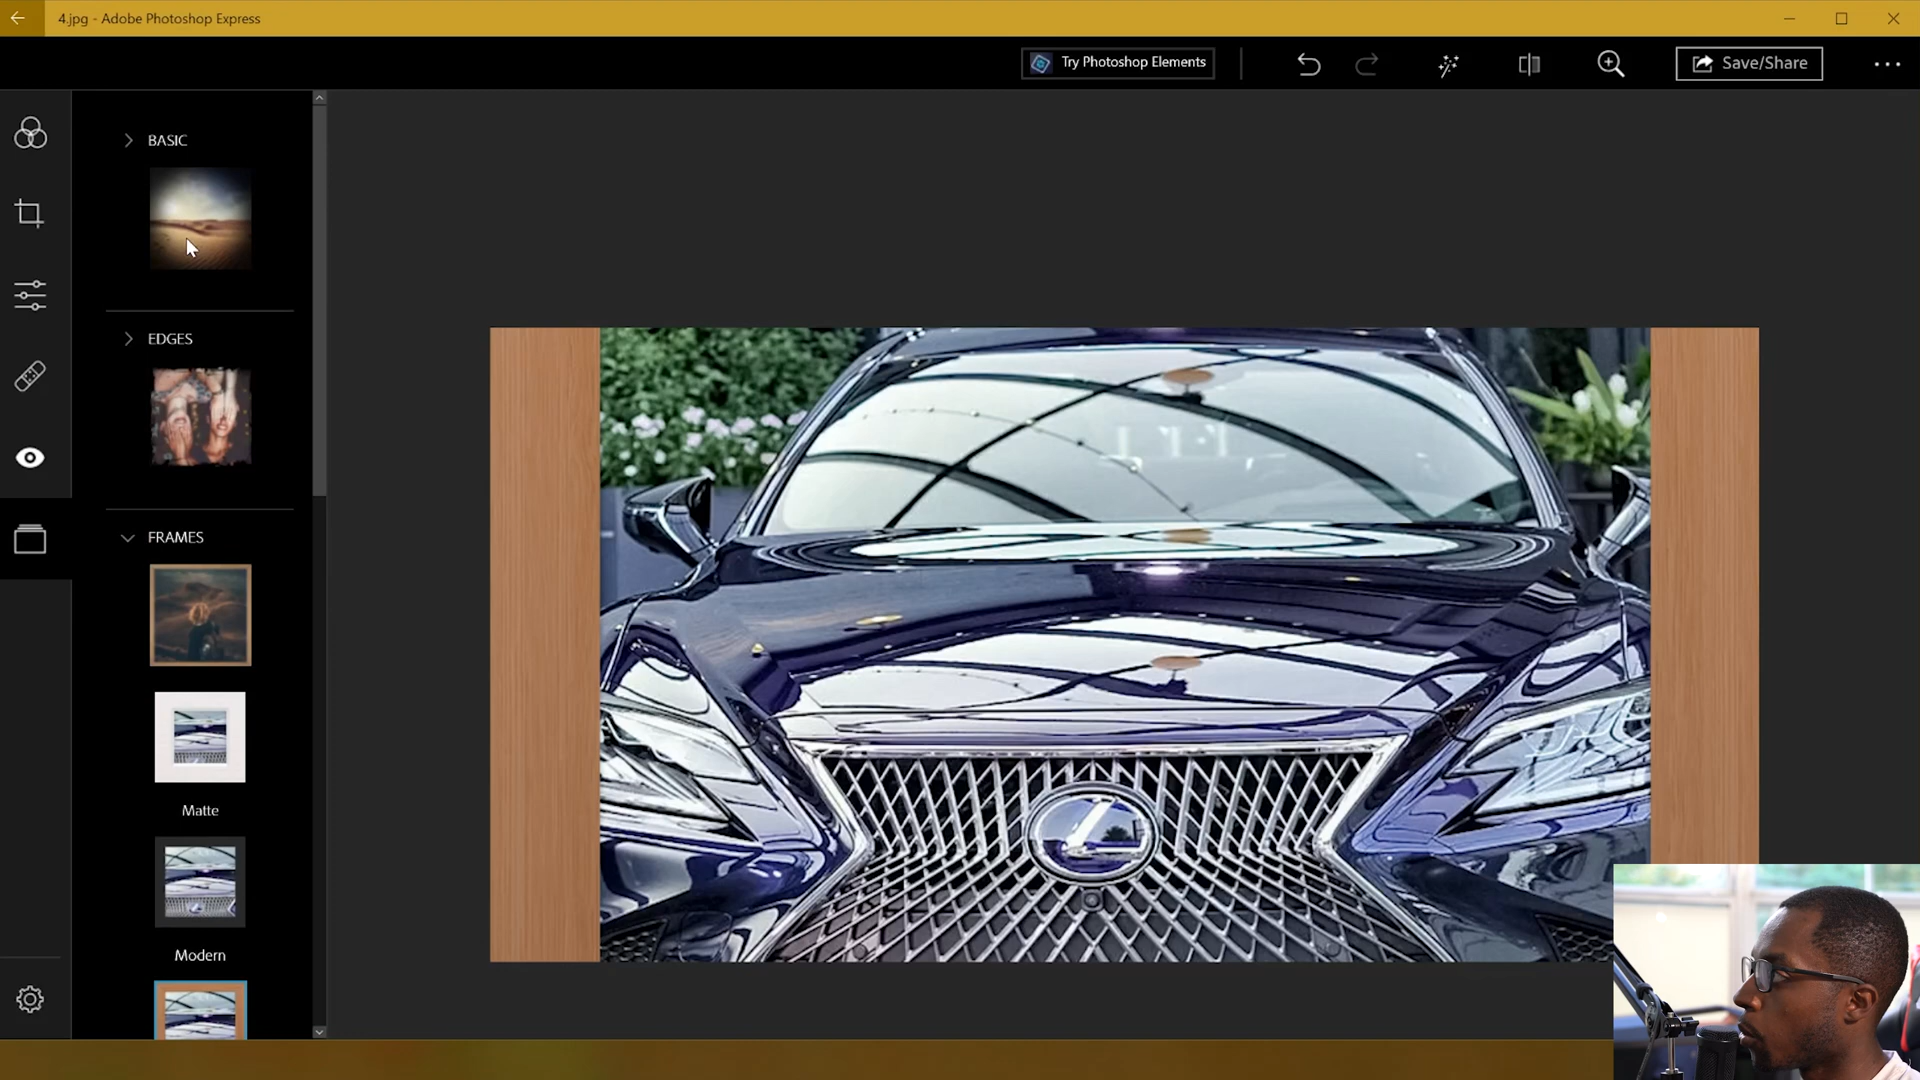 4.jpg - Adobe Photoshop Express
Try Photoshop Elements
Save/Share
BASIC
EDGES
FRAMES
Matte
Modern